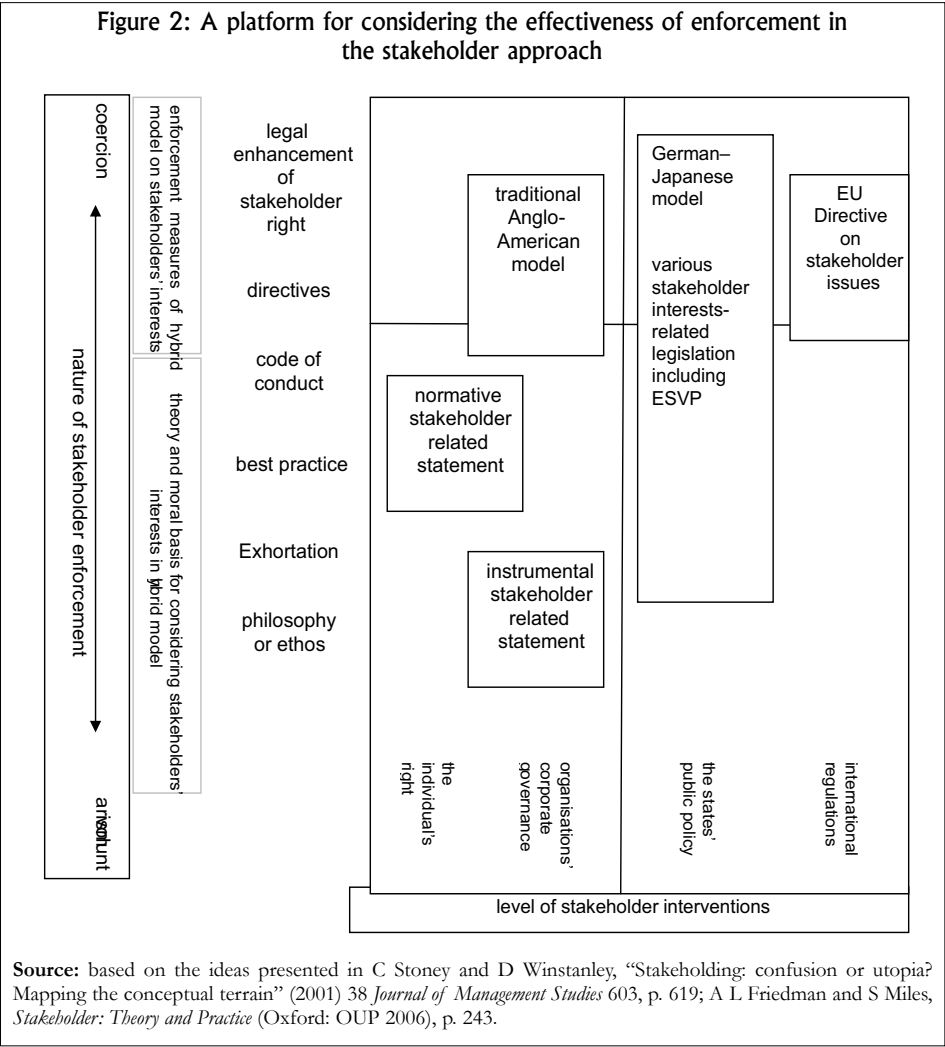 Figure 2: A platform for considering the effectiveness of enforcement in
the stakeholder approach
coercion
nature of stakeholder enforcement
enforcement measures of hybrid
model on stakeholders' interests
theory and moral basis for considering stakeholders'
interests in
model
legal
enhancement
of
stakeholder
right
directives
code of
conduct
best practice
Exhortation
philosophy
or ethos
traditional
Anglo-
American
model
normative
stakeholder
related
statement
instrumental
stakeholder
related
statement
German–
Japanese
model
various
stakeholder
interests-
related
legislation
including
ESVP
EU
Directive
on
stakeholder
issues
the
individual's
right
organisations'
corporate
governance
the states'
public policy
international
regulations
level of stakeholder interventions
Source: based on the ideas presented in C Stoney and D Winstanley, “Stakeholding: confusion or utopia?
Mapping the conceptual terrain” (2001) 38 Journal of Management Studies 603, p. 619; A L Friedman and S Miles,
Stakeholder: Theory and Practice (Oxford: OUP 2006), p. 243.